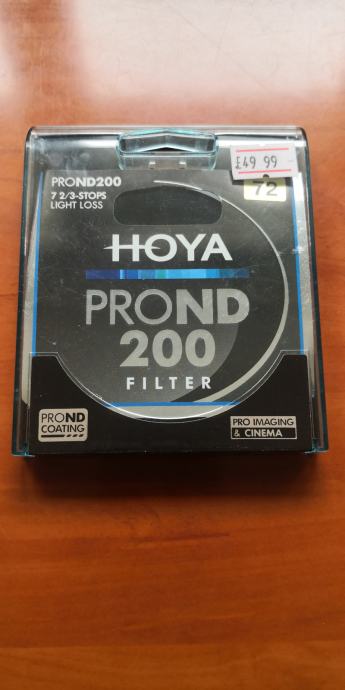 £49 99
PROND200
7 2/3-STOPS
LIGHT LOSS
72
HOYA
PROND
200
FILTER
PROND
COATING
PRO IMAGING
& CINEMA